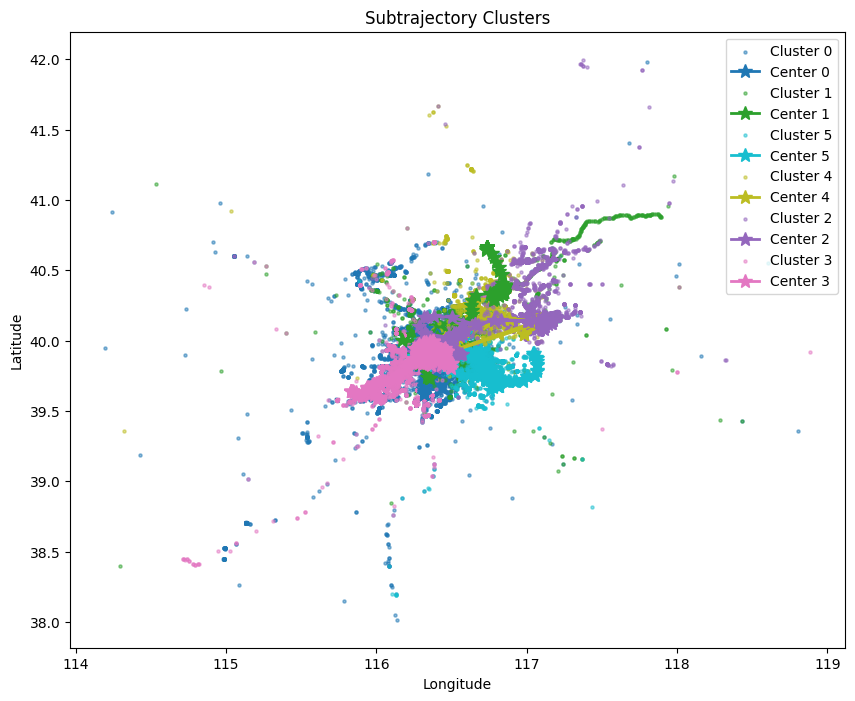 Subtrajectory Clusters
Cluster 0
Center 0
Cluster 1
Center 1
Cluster 5
Center 5
Cluster 4
Center 4
Cluster 2
Center 2
Cluster 3
Center 3
42.0
41.5
41.0
40.5
40.0
39.5
39.0
38.5
38.0
Latitude
114 115 116 117 118 119
Longitude